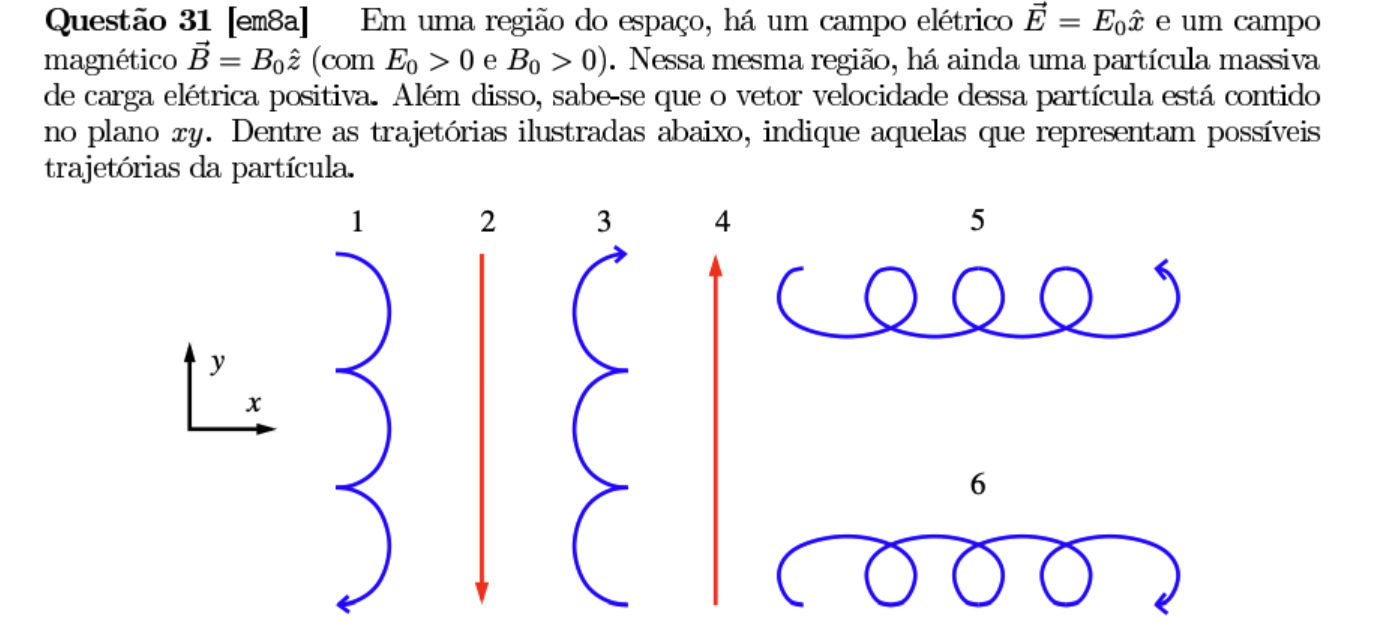 Questão 31 [em8a] Em uma região do espaço, há um campo elétrico $\vec{E} = E_0\hat{x}$ e um campo
magnético $\vec{B} = B_0\hat{z}$ (com $E_0 > 0$ e $B_0 > 0$). Nessa mesma região, há ainda uma partícula massiva
de carga elétrica positiva. Além disso, sabe-se que o vetor velocidade dessa partícula está contido
no plano $xy$. Dentre as trajetórias ilustradas abaixo, indique aquelas que representam possíveis
trajetórias da partícula.
1 2 3 4 5
y
x
6